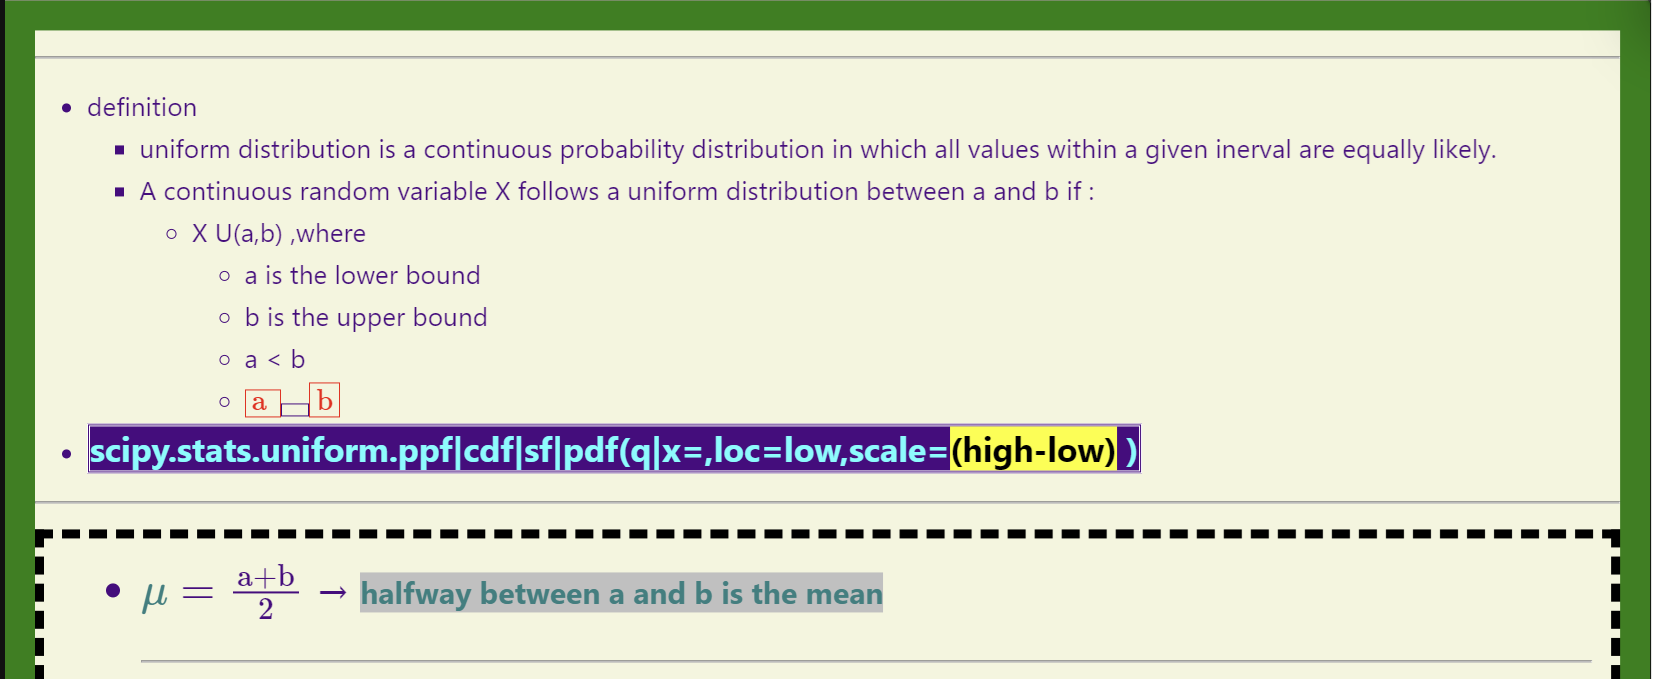 definition
uniform distribution is a continuous probability distribution in which all values within a given inerval are equally likely.
A continuous random variable X follows a uniform distribution between a and b if :
X U(a,b) ,where
a is the lower bound
b is the upper bound
a < b
a b
scipy.stats.uniform.ppf|cdf|sf|pdf(q|x=,loc=low,scale=(high-low) )
μ = a+b/2 → halfway between a and b is the mean